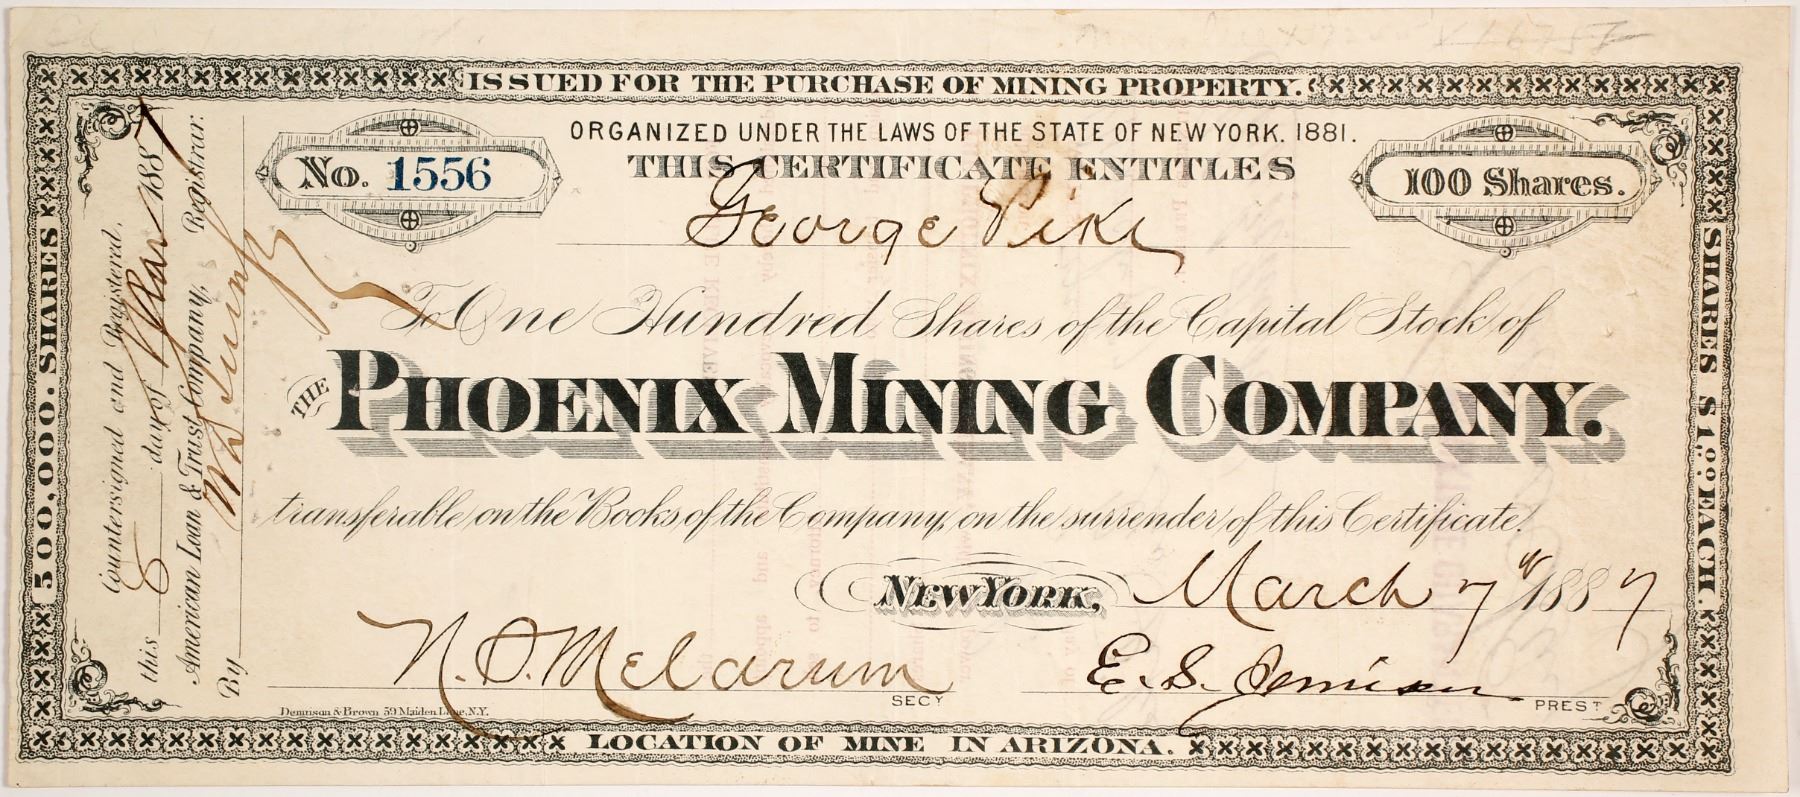 ISSUED FOR THE PURCHASE OF MINING PROPERTY.
ORGANIZED UNDER THE LAWS OF THE STATE OF NEW YORK. 1881.
No. 1556
THIS CERTIFICATE ENTITLES
100 Shares.
George Pike
To One Hundred Shares of the Capital Stock of
THE PHOENIX MINING COMPANY.
transferable on the Books of the Company, on the surrender of this Certificate.
NEW YORK, March 7th 1887
E. S. Jennison
PREST
SECY
Dennison & Brown 59 Maiden Lane, N.Y.
LOCATION OF MINE IN ARIZONA.
500,000. SHARES
Countersigned and Registered.
this 8 day of Mar 1887
American Loan & Trust Company, Registrar.
By
SHARES $1.00 EACH.